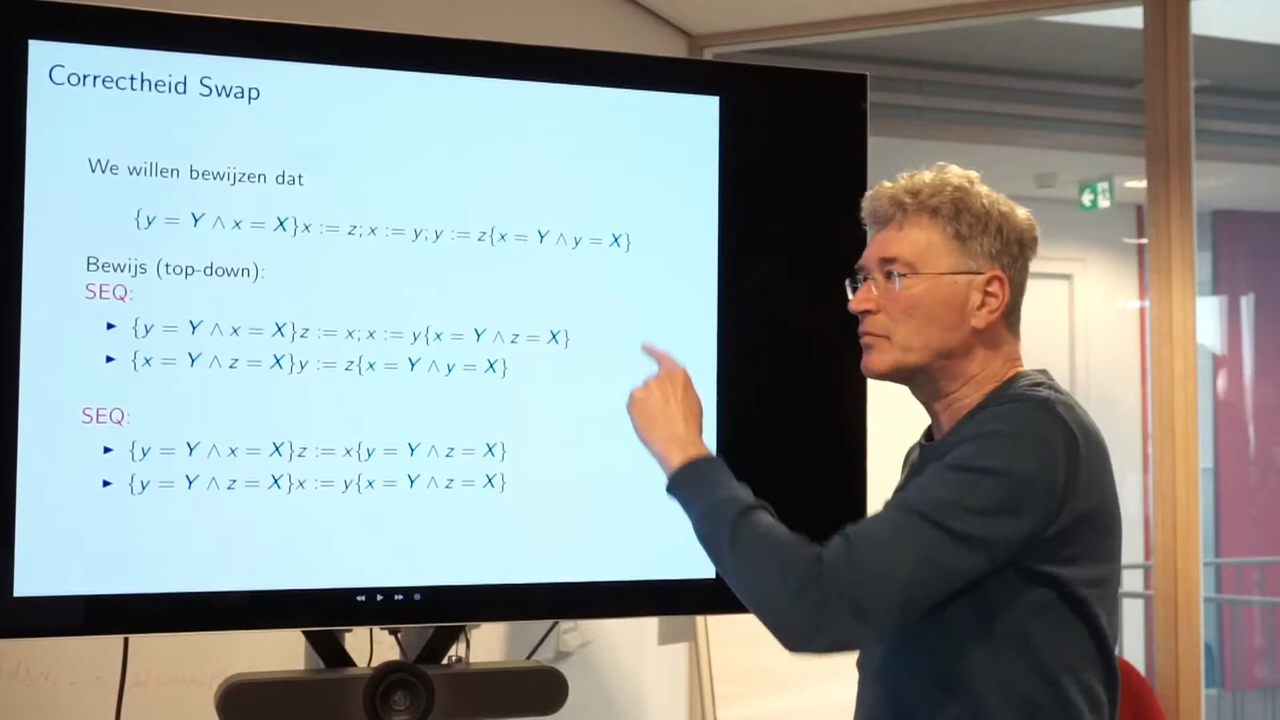 Correctheid Swap
We willen bewijzen dat
{y = Y ∧ x = X}x := z; x := y; y := z{x = Y ∧ y = X}
Bewijs (top-down):
SEQ:
▶ {y = Y ∧ x = X}z := x; x := y{x = Y ∧ z = X}
▶ {x = Y ∧ z = X}y := z{x = Y ∧ y = X}
SEQ:
▶ {y = Y ∧ x = X}z := x{y = Y ∧ z = X}
▶ {y = Y ∧ z = X}x := y{x = Y ∧ z = X}